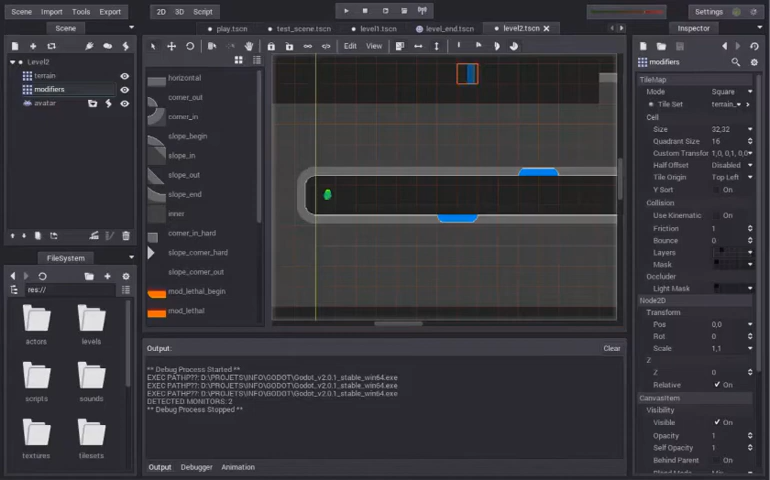 Scene Import Tools Export 2D 3D Script Settings
Scene play.tscn test_scene.tscn level1.tscn level_end.tscn level2.tscn Inspector
Edit View
Level2
terrain
modifiers
avatar
FileSystem
res://
actors levels
scripts sounds
textures tilesets
horizontal
corner_out
corner_in
slope_begin
slope_in
slope_out
slope_end
inner
corner_in_hard
slope_corner_hard
slope_corner_out
mod_lethal_begin
mod_lethal
Output: Clear
** Debug Process Started **
EXEC PATHP??: D:\PROJETS\INFO\GODOT\Godot_v2.0.1_stable_win64.exe
EXEC PATHP??: D:\PROJETS\INFO\GODOT\Godot_v2.0.1_stable_win64.exe
EXEC PATHP??: D:\PROJETS\INFO\GODOT\Godot_v2.0.1_stable_win64.exe
DETECTED MONITORS: 2
** Debug Process Stopped **
Output Debugger Animation
modifiers
TileMap
Mode Square
Tile Set terrain_
Cell
Size 32,32
Quadrant Size 16
Custom Transfor 1,0, 0,1, 0,0
Half Offset Disabled
Tile Origin Top Left
Y Sort On
Collision
Use Kinematic On
Friction 1
Bounce 0
Layers
Mask
Occluder
Light Mask
Node2D
Transform
Pos 0,0
Rot 0
Scale 1,1
Z
Z 0
Relative On
CanvasItem
Visibility
Visible On
Opacity 1
Self Opacity 1
Behind Parent On